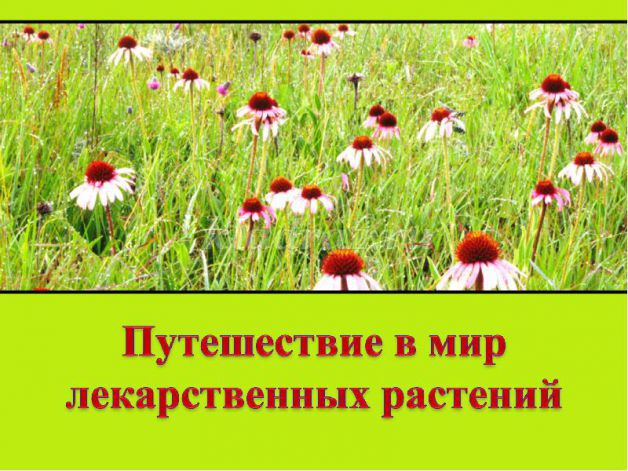 Путешествие в мир
лекарственных растений